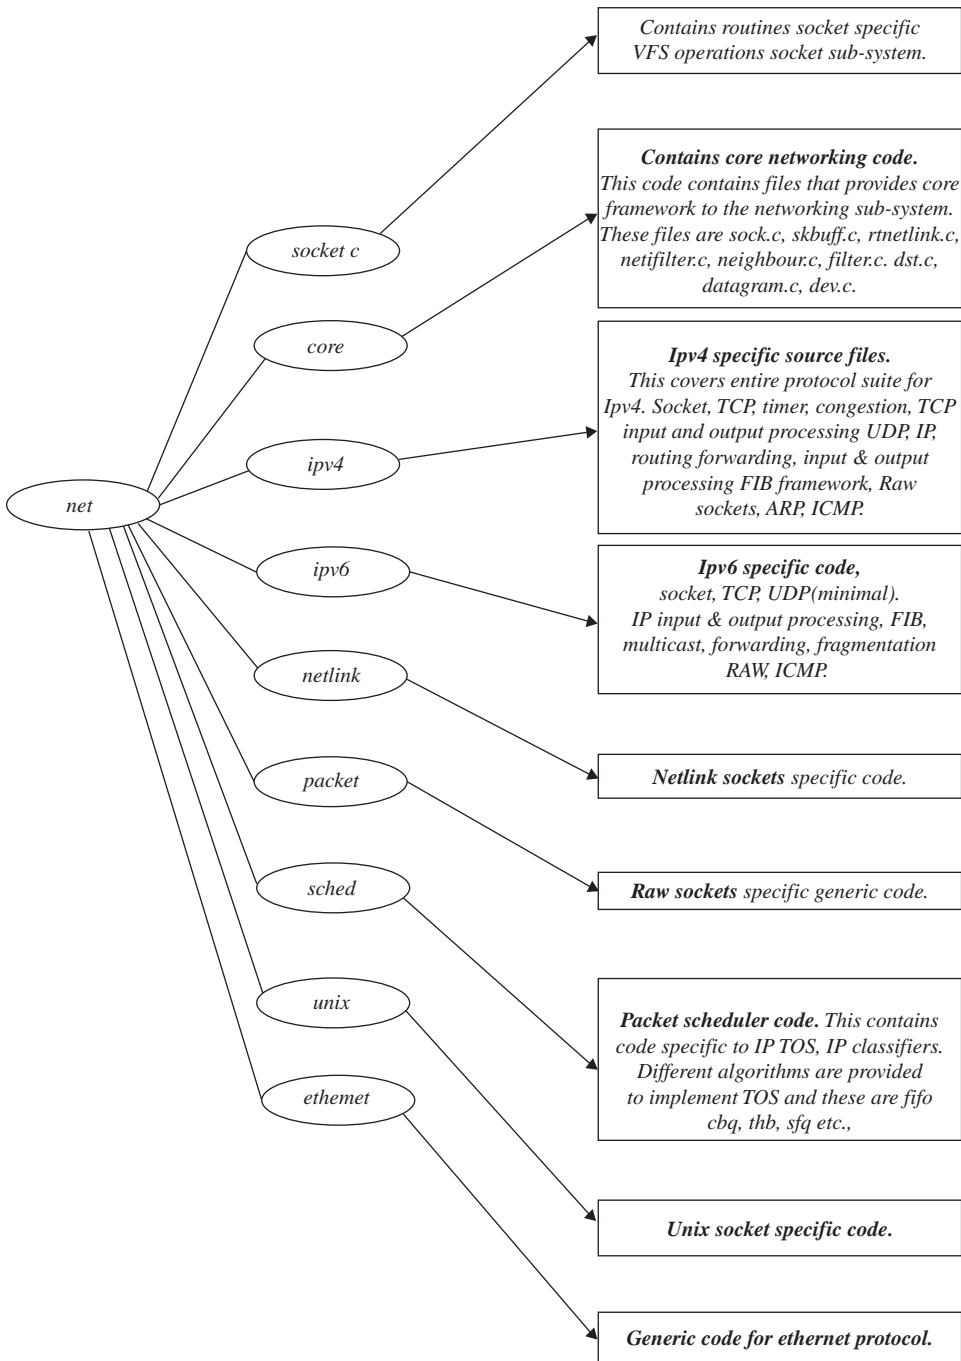 Contains routines socket specific
VFS operations socket sub-system.
Contains core networking code.
This code contains files that provides core
framework to the networking sub-system.
These files are sock.c, skbuff.c, rtnetlink.c,
netifilter.c, neighbour.c, filter.c. dst.c,
datagram.c, dev.c.
socket c
core
Ipv4 specific source files.
This covers entire protocol suite for
Ipv4. Socket, TCP, timer, congestion, TCP
input and output processing UDP, IP,
routing forwarding, input & output
processing FIB framework, Raw
sockets, ARP, ICMP.
ipv4
net
ipv6
Ipv6 specific code,
socket, TCP, UDP(minimal).
IP input & output processing, FIB,
multicast, forwarding, fragmentation
RAW, ICMP.
netlink
Netlink sockets specific code.
packet
Raw sockets specific generic code.
sched
Packet scheduler code. This contains
code specific to IP TOS, IP classifiers.
Different algorithms are provided
to implement TOS and these are fifo
cbq, thb, sfq etc.,
unix
ethemet
Unix socket specific code.
Generic code for ethernet protocol.